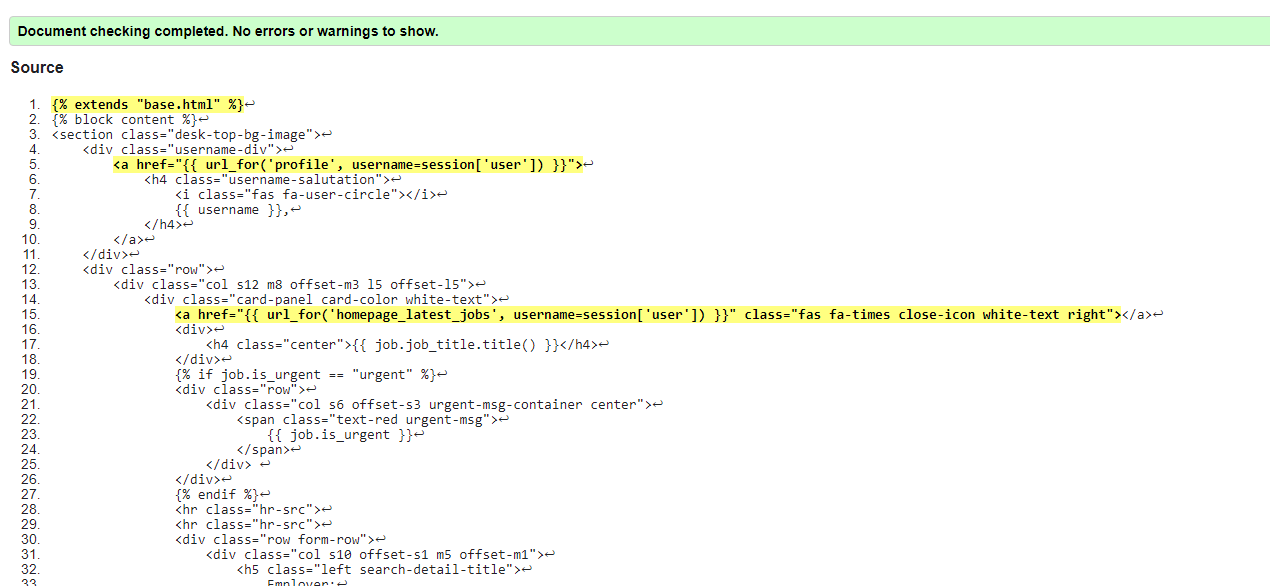 Document checking completed. No errors or warnings to show.
Source
1. {% extends "base.html" %}↩
2. {% block content %}↩
3. <section class="desk-top-bg-image">↩
4. <div class="username-div">↩
5. <a href="{{ url_for('profile', username=session['user']) }}">↩
6. <h4 class="username-salutation">↩
7. <i class="fas fa-user-circle"></i>↩
8. {{ username }},↩
9. </h4>↩
10. </a>↩
11. </div>↩
12. <div class="row">↩
13. <div class="col s12 m8 offset-m3 l5 offset-l5">↩
14. <div class="card-panel card-color white-text">↩
15. <a href="{{ url_for('homepage_latest_jobs', username=session['user']) }}" class="fas fa-times close-icon white-text right"></a>↩
16. <div>↩
17. <h4 class="center">{{ job.job_title.title() }}</h4>↩
18. </div>↩
19. {% if job.is_urgent == "urgent" %}↩
20. <div class="row">↩
21. <div class="col s6 offset-s3 urgent-msg-container center">↩
22. <span class="text-red urgent-msg">↩
23. {{ job.is_urgent }}↩
24. </span>↩
25. </div> ↩
26. </div>↩
27. {% endif %}↩
28. <hr class="hr-src">↩
29. <hr class="hr-src">↩
30. <div class="row form-row">↩
31. <div class="col s10 offset-s1 m5 offset-m1">↩
32. <h5 class="left search-detail-title">↩
33. Employer:↩